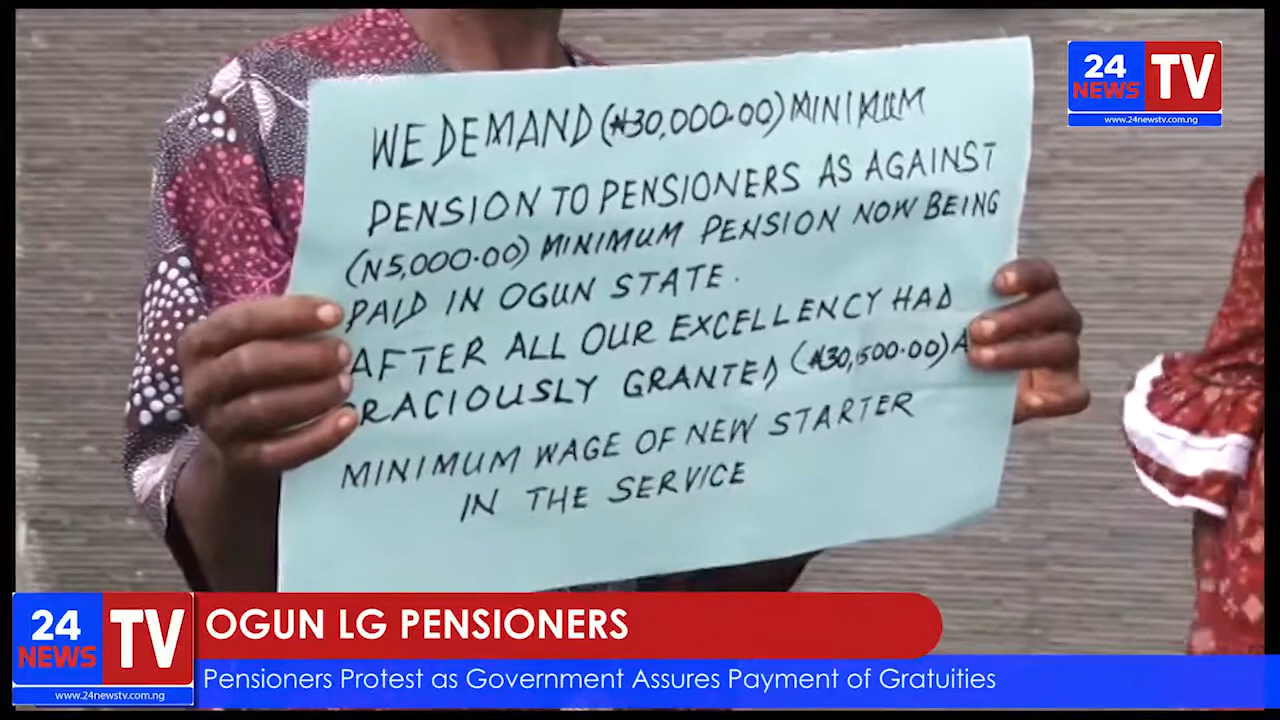 24
NEWS
TV
www.24newstv.com.ng
WE DEMAND (₦30,000.00) MINIMUM
PENSION TO PENSIONERS AS AGAINST
(N5,000.00) MINIMUM PENSION NOW BEING
PAID IN OGUN STATE.
AFTER ALL OUR EXCELLENCY HAD
RACIOUSLY GRANTED (₦30,500.00) A
MINIMUM WAGE OF NEW STARTER
IN THE SERVICE
24
NEWS
TV
www.24newstv.com.ng
OGUN LG PENSIONERS
Pensioners Protest as Government Assures Payment of Gratuities